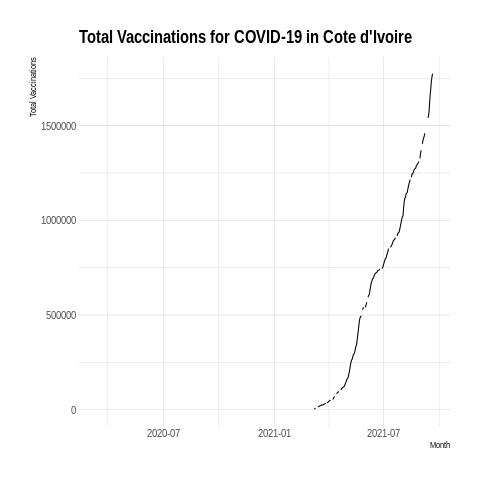 Total Vaccinations for COVID-19 in Cote d'Ivoire
Total Vaccinations
1500000
1000000
500000
0
2020-07 2021-01 2021-07
Month